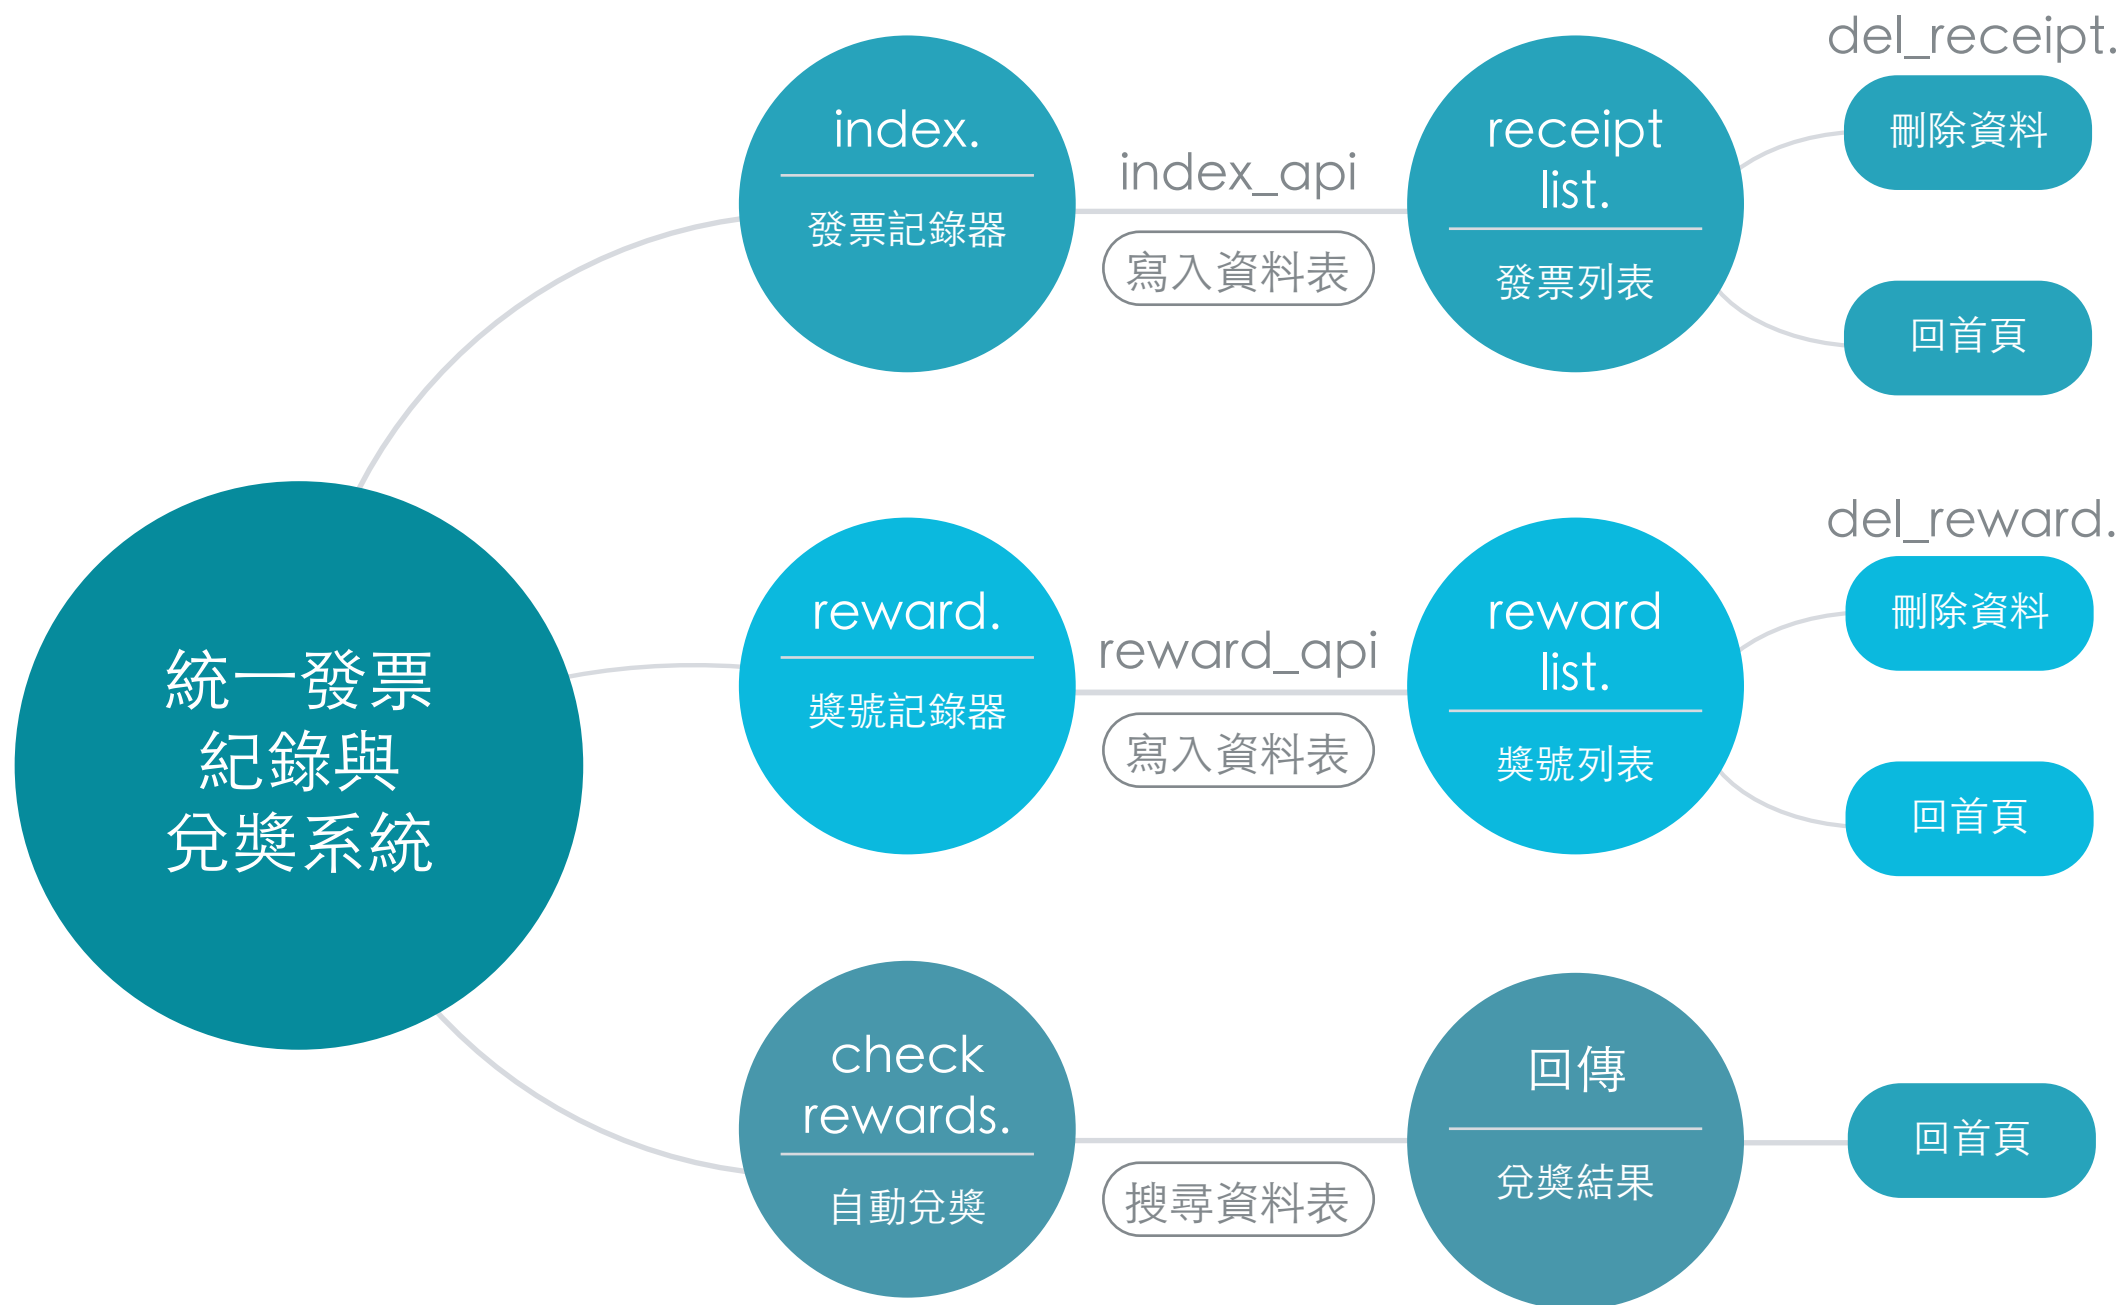 統一發票
紀錄與
兌獎系統
index.
發票記錄器
index_api
寫入資料表
receipt
list.
發票列表
del_receipt.
刪除資料
回首頁
reward.
獎號記錄器
reward_api
寫入資料表
reward
list.
獎號列表
del_reward.
刪除資料
回首頁
check
rewards.
自動兌獎
搜尋資料表
回傳
兌獎結果
回首頁